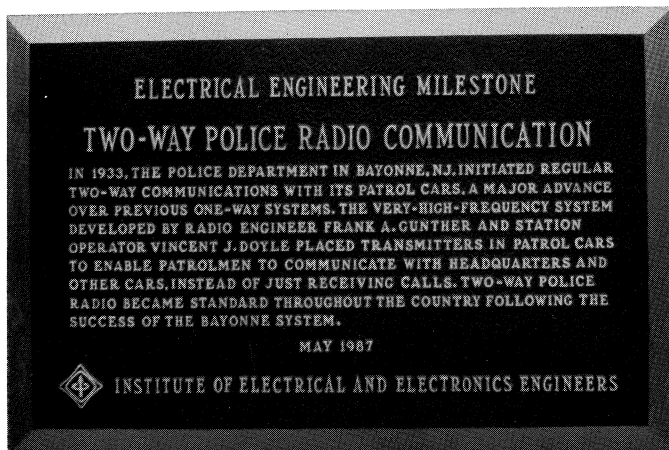 ELECTRICAL ENGINEERING MILESTONE
TWO-WAY POLICE RADIO COMMUNICATION
IN 1933, THE POLICE DEPARTMENT IN BAYONNE, NJ. INITIATED REGULAR
TWO-WAY COMMUNICATIONS WITH ITS PATROL CARS, A MAJOR ADVANCE
OVER PREVIOUS ONE-WAY SYSTEMS. THE VERY-HIGH-FREQUENCY SYSTEM
DEVELOPED BY RADIO ENGINEER FRANK A. GUNTHER AND STATION
OPERATOR VINCENT J. DOYLE PLACED TRANSMITTERS IN PATROL CARS
TO ENABLE PATROLMEN TO COMMUNICATE WITH HEADQUARTERS AND
OTHER CARS, INSTEAD OF JUST RECEIVING CALLS. TWO-WAY POLICE
RADIO BECAME STANDARD THROUGHOUT THE COUNTRY FOLLOWING THE
SUCCESS OF THE BAYONNE SYSTEM.
MAY 1987
INSTITUTE OF ELECTRICAL AND ELECTRONICS ENGINEERS